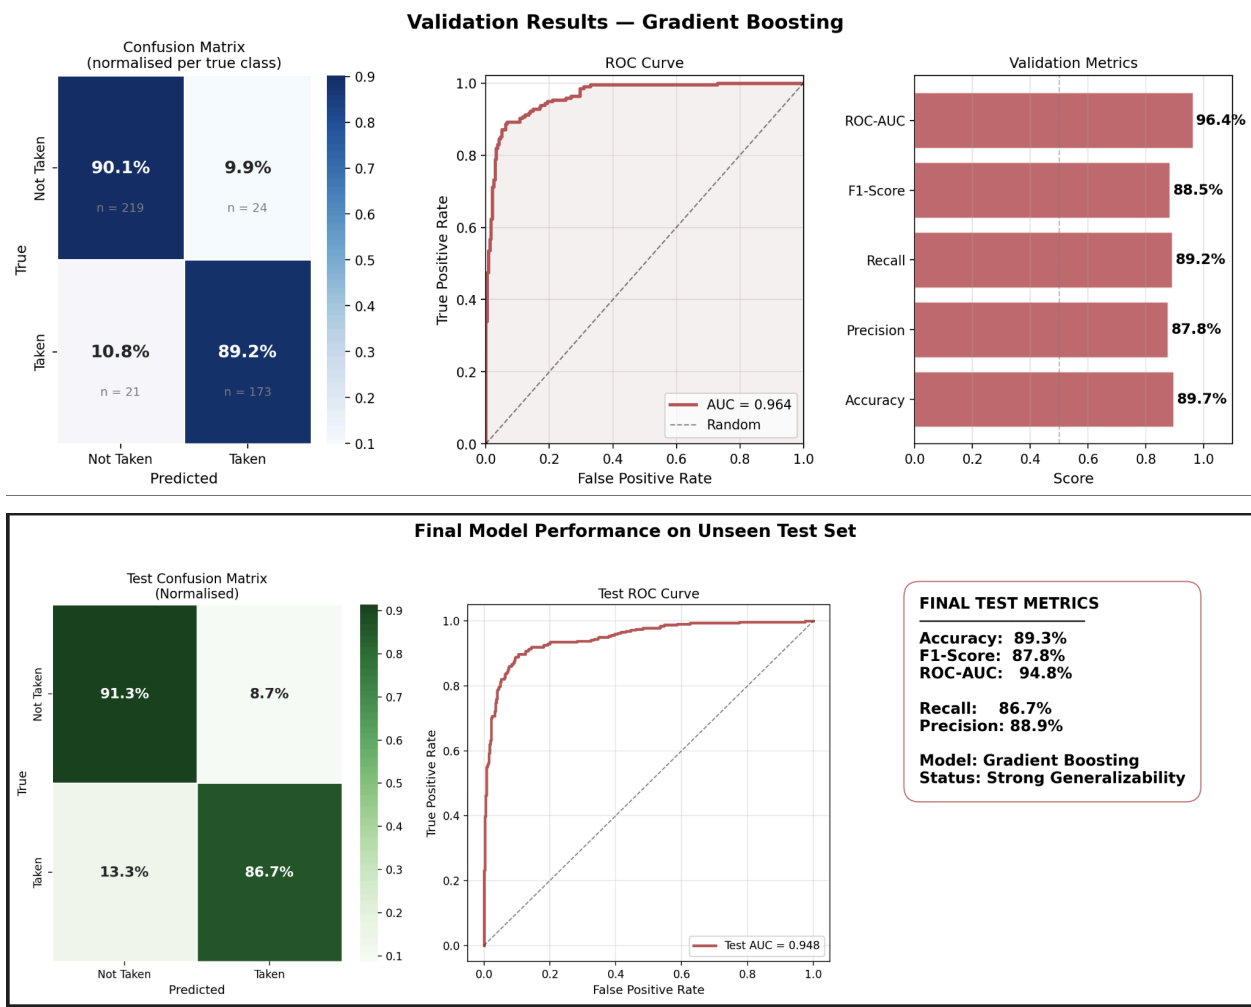 Validation Results — Gradient Boosting
Confusion Matrix
(normalised per true class)
True
Not Taken
Taken
90.1%
n = 219
9.9%
n = 24
10.8%
n = 21
89.2%
n = 173
Not Taken
Taken
Predicted
0.9
0.8
0.7
0.6
0.5
0.4
0.3
0.2
0.1
ROC Curve
True Positive Rate
1.0
0.8
0.6
0.4
0.2
0.0
AUC = 0.964
Random
0.0
0.2
0.4
0.6
0.8
1.0
False Positive Rate
Validation Metrics
ROC-AUC
96.4%
F1-Score
88.5%
Recall
89.2%
Precision
87.8%
Accuracy
89.7%
0.0
0.2
0.4
0.6
0.8
1.0
Score
Final Model Performance on Unseen Test Set
Test Confusion Matrix
(Normalised)
True
Not Taken
Taken
91.3%
8.7%
13.3%
86.7%
Not Taken
Taken
Predicted
0.9
0.8
0.7
0.6
0.5
0.4
0.3
0.2
0.1
Test ROC Curve
True Positive Rate
1.0
0.8
0.6
0.4
0.2
0.0
Test AUC = 0.948
0.0
0.2
0.4
0.6
0.8
1.0
False Positive Rate
FINAL TEST METRICS
Accuracy: 89.3%
F1-Score: 87.8%
ROC-AUC: 94.8%
Recall: 86.7%
Precision: 88.9%
Model: Gradient Boosting
Status: Strong Generalizability